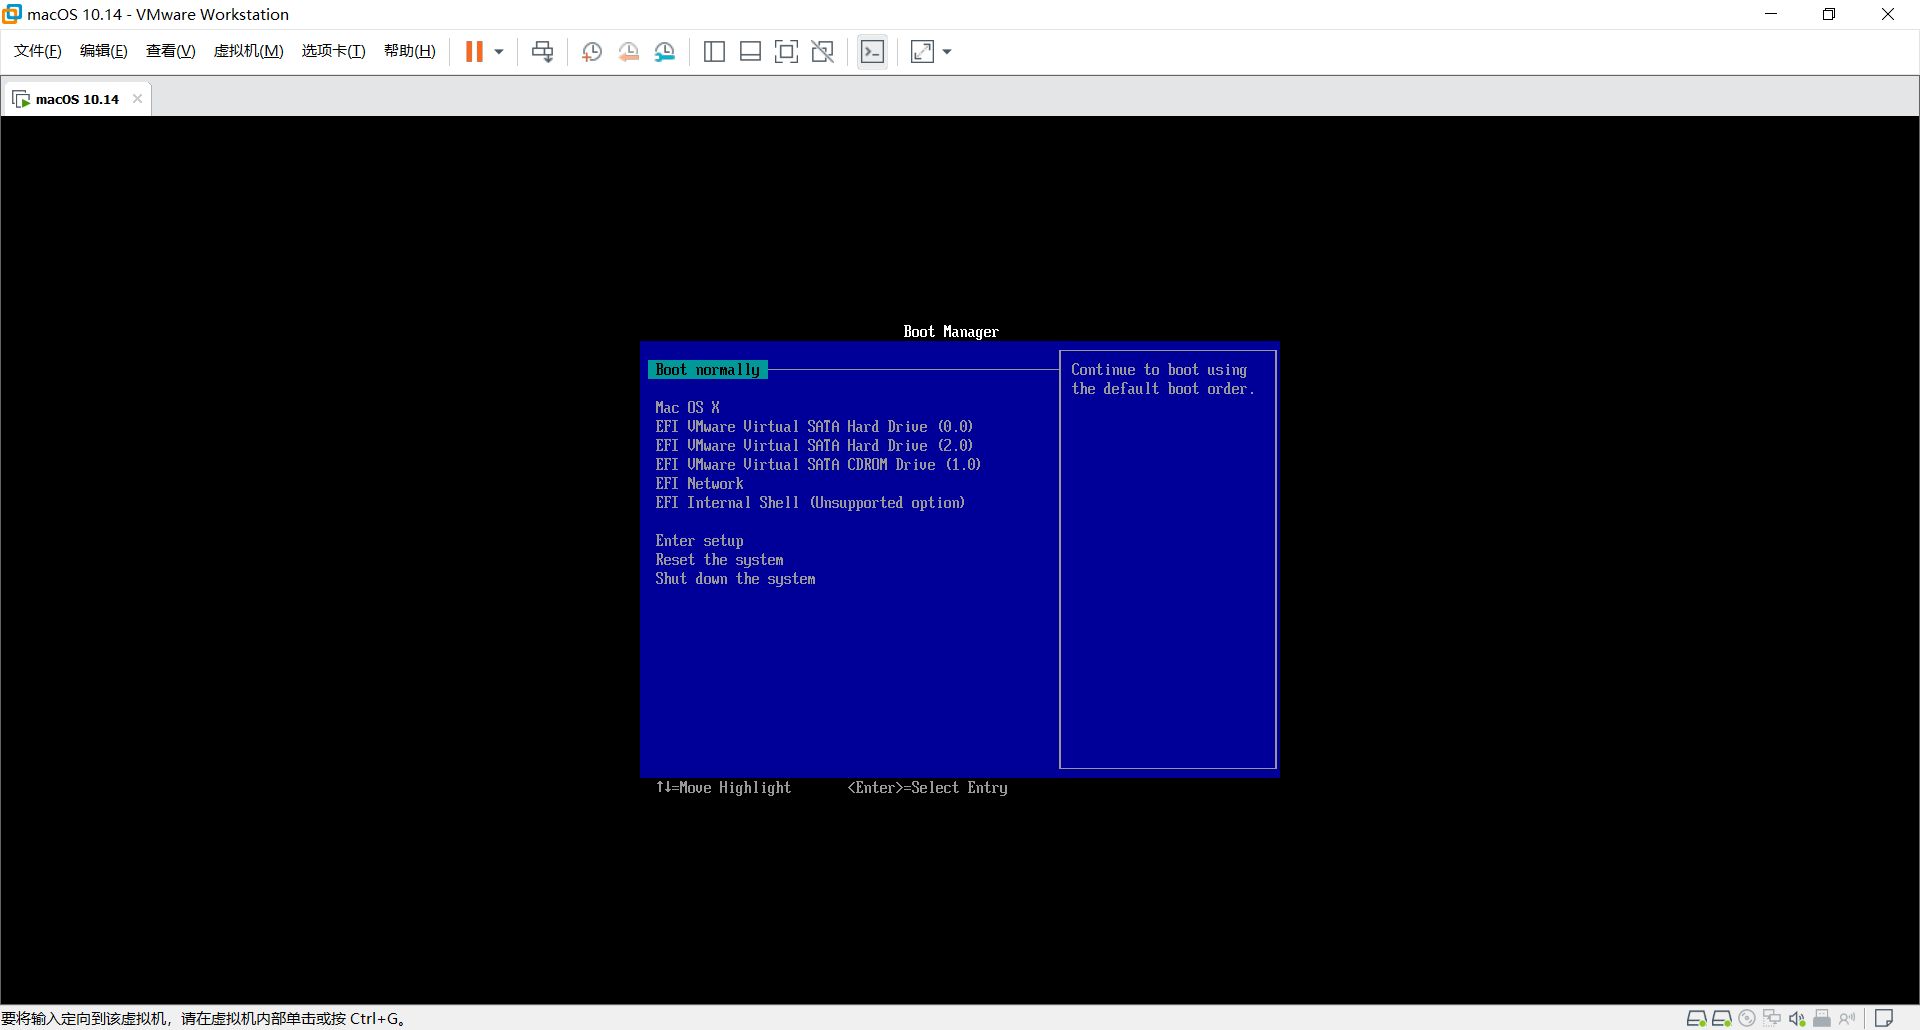 macOS 10.14 - VMware Workstation
文件(F) 编辑(E) 查看(V) 虚拟机(M) 选项卡(T) 帮助(H)
macOS 10.14
Boot Manager
Boot normally
Mac OS X
EFI VMware Virtual SATA Hard Drive (0.0)
EFI VMware Virtual SATA Hard Drive (2.0)
EFI VMware Virtual SATA CDROM Drive (1.0)
EFI Network
EFI Internal Shell (Unsupported option)
Enter setup
Reset the system
Shut down the system
Continue to boot using
the default boot order.
↑↓=Move Highlight <Enter>=Select Entry
要将输入定向到该虚拟机，请在虚拟机内部单击或按 Ctrl+G。